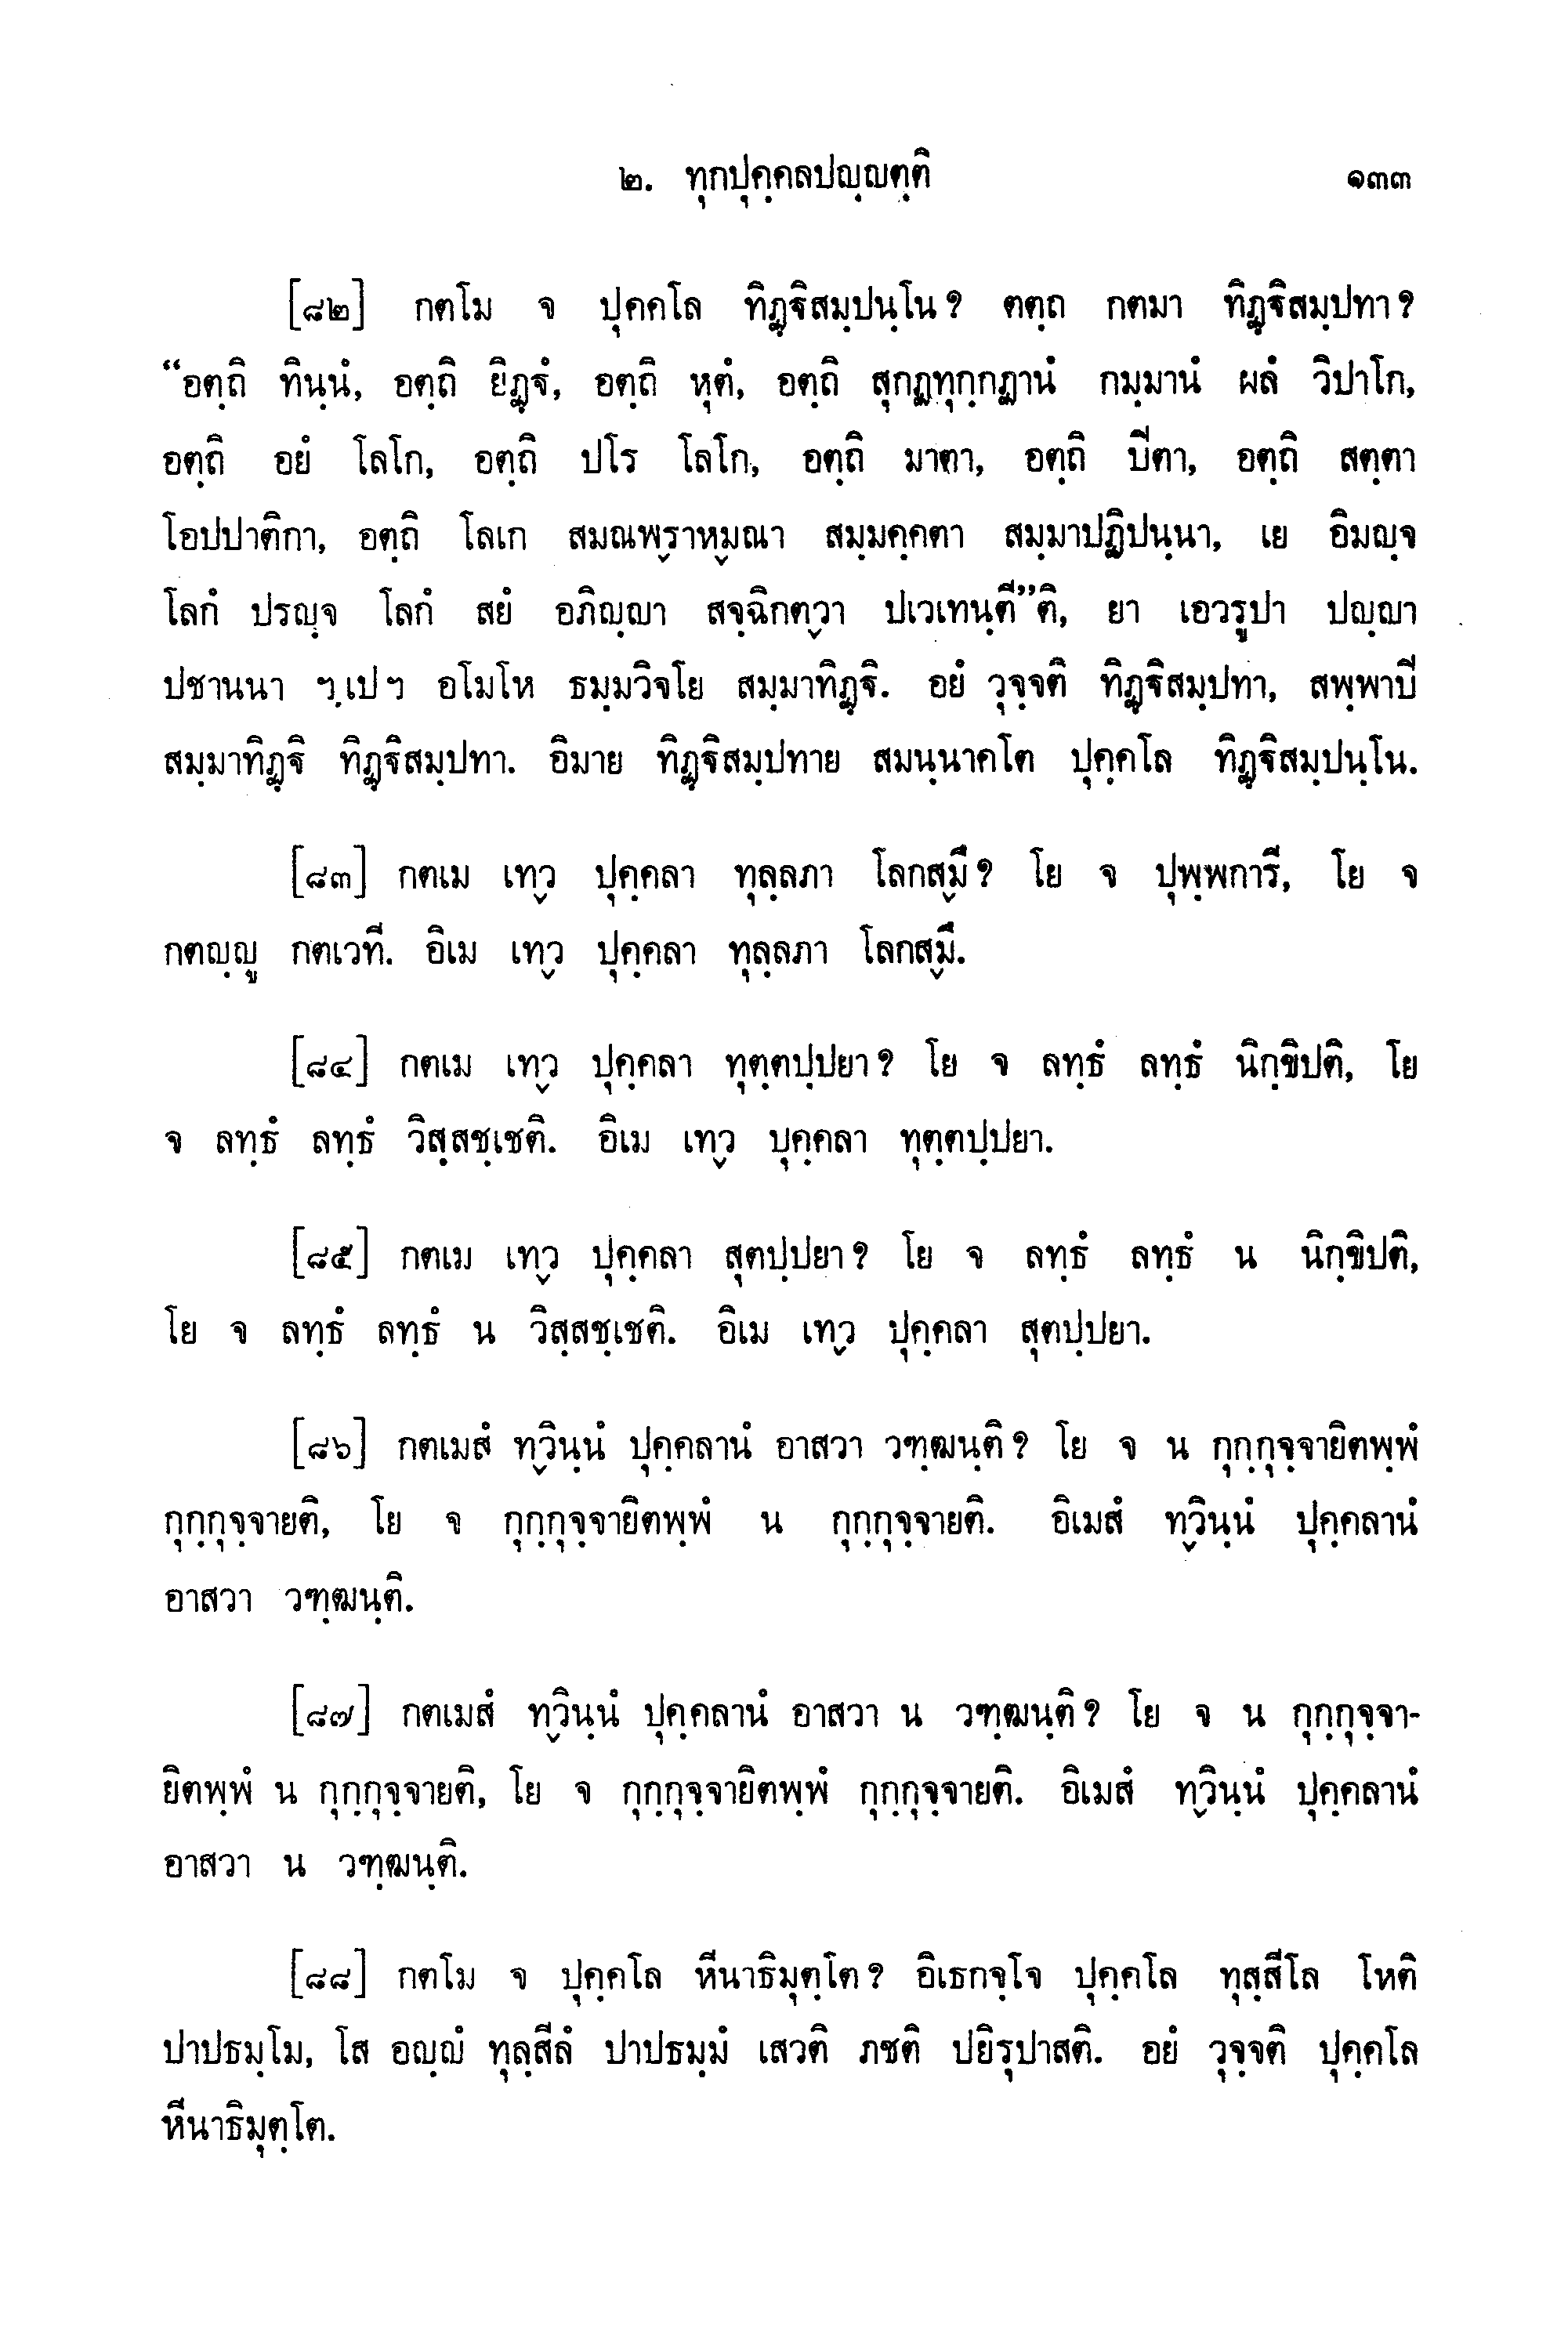 ๒. ทุกปุคฺคลปญฺญตฺติ ๑๓๓
[๘๒] กตโม จ ปุคคโล ทิฏฺฐิสมฺปนฺโน? ตตฺถ กตมา ทิฏฺฐิสมฺปทา?
“อตฺถิ ทินฺนํ, อตฺถิ ยิฏฺฐํ, อตฺถิ หุตํ, อตฺถิ สุกฏทุกฺกฏานํ กมฺมานํ ผลํ วิปาโก,
อตฺถิ อยํ โลโก, อตฺถิ ปโร โลโก, อตฺถิ มาตา, อตฺถิ ปิตา, อตฺถิ สตฺตา
โอปปาติกา, อตฺถิ โลเก สมณพฺราหฺมณา สมฺมคฺคตา สมฺมาปฏิปนฺนา, เย อิมญฺจ
โลกํ ปรญฺจ โลกํ สยํ อภิญฺญา สจฺฉิกตฺวา ปเวเทนฺตี”ติ, ยา เอวรูปา ปญฺญา
ปชานนา ฯเปฯ อโมโห ธมฺมวิจโย สมฺมาทิฏฺฐิ. อยํ วุจฺจติ ทิฏฺฐิสมฺปทา, สพฺพาปิ
สมฺมาทิฏฺฐิ ทิฏฺฐิสมฺปทา. อิมาย ทิฏฺฐิสมฺปทาย สมนฺนาคโต ปุคฺคโล ทิฏฺฐิสมฺปนฺโน.
[๘๓] กตเม เทฺว ปุคฺคลา ทุลฺลภา โลกสฺมึ? โย จ ปุพฺพการี, โย จ
กตญฺญู กตเวที. อิเม เทฺว ปุคฺคลา ทุลฺลภา โลกสฺมึ.
[๘๔] กตเม เทฺว ปุคฺคลา ทุตฺตปฺปยา? โย จ ลทฺธํ ลทฺธํ นิกฺขิปติ, โย
จ ลทฺธํ ลทฺธํ วิสฺสชฺเชติ. อิเม เทฺว ปุคฺคลา ทุตฺตปฺปยา.
[๘๕] กตเม เทฺว ปุคฺคลา สุตปฺปยา? โย จ ลทฺธํ ลทฺธํ น นิกฺขิปติ,
โย จ ลทฺธํ ลทฺธํ น วิสฺสชฺเชติ. อิเม เทฺว ปุคฺคลา สุตปฺปยา.
[๘๖] กตเมสํ ทฺวินฺนํ ปุคฺคลานํ อาสวา วฑฺฒนฺติ? โย จ น กุกฺกุจฺจายิตพฺพํ
กุกฺกุจฺจายติ, โย จ กุกฺกุจฺจายิตพฺพํ น กุกฺกุจฺจายติ. อิเมสํ ทฺวินฺนํ ปุคฺคลานํ
อาสวา วฑฺฒนฺติ.
[๘๗] กตเมสํ ทฺวินฺนํ ปุคฺคลานํ อาสวา น วฑฺฒนฺติ? โย จ น กุกฺกุจฺจา-
ยิตพฺพํ น กุกฺกุจฺจายติ, โย จ กุกฺกุจฺจายิตพฺพํ กุกฺกุจฺจายติ. อิเมสํ ทฺวินฺนํ ปุคฺคลานํ
อาสวา น วฑฺฒนฺติ.
[๘๘] กตโม จ ปุคฺคโล หีนาธิมุตฺโต? อิเธกจฺโจ ปุคฺคโล ทุสฺสีโล โหติ
ปาปธมฺโม, โส อญฺญํ ทุลฺสีลํ ปาปธมฺมํ เสวติ ภชติ ปยิรุปาสติ. อยํ วุจฺจติ ปุคฺคโล
หีนาธิมุตฺโต.